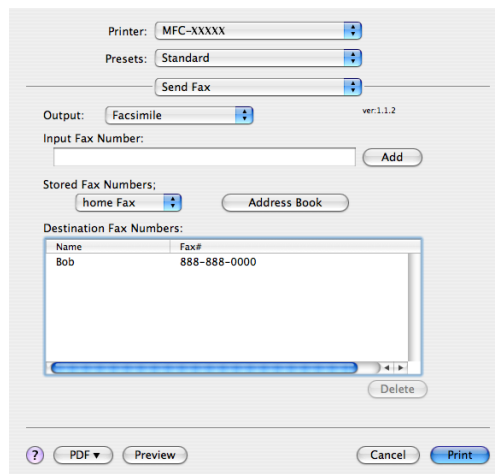 Printer: MFC-XXXXX
Presets: Standard
Send Fax
Output: Facsimile ver:1.1.2
Input Fax Number:
Add
Stored Fax Numbers;
home Fax Address Book
Destination Fax Numbers:
Name Fax#
Bob 888-888-0000
Delete
? PDF▼ Preview Cancel Print